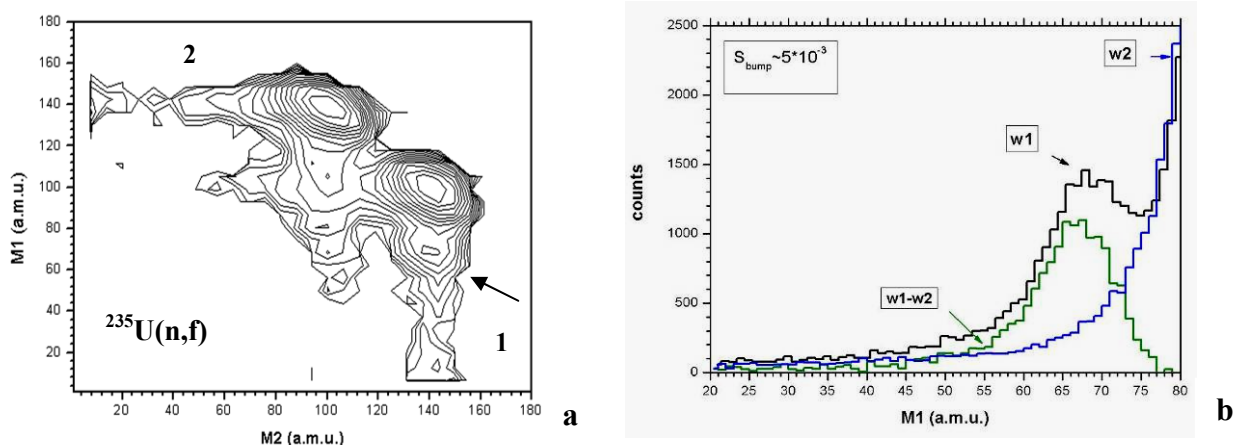 180
160
140
120
100
80
60
40
20
M1 (a.m.u.)
2
²³⁵U(n,f)
1
20 40 60 80 100 120 140 160 180
M2 (a.m.u.)
a
2500
2000
1500
1000
500
0
counts
S_bump~5*10⁻³
w2
w1
w1-w2
20 25 30 35 40 45 50 55 60 65 70 75 80
M1 (a.m.u.)
b